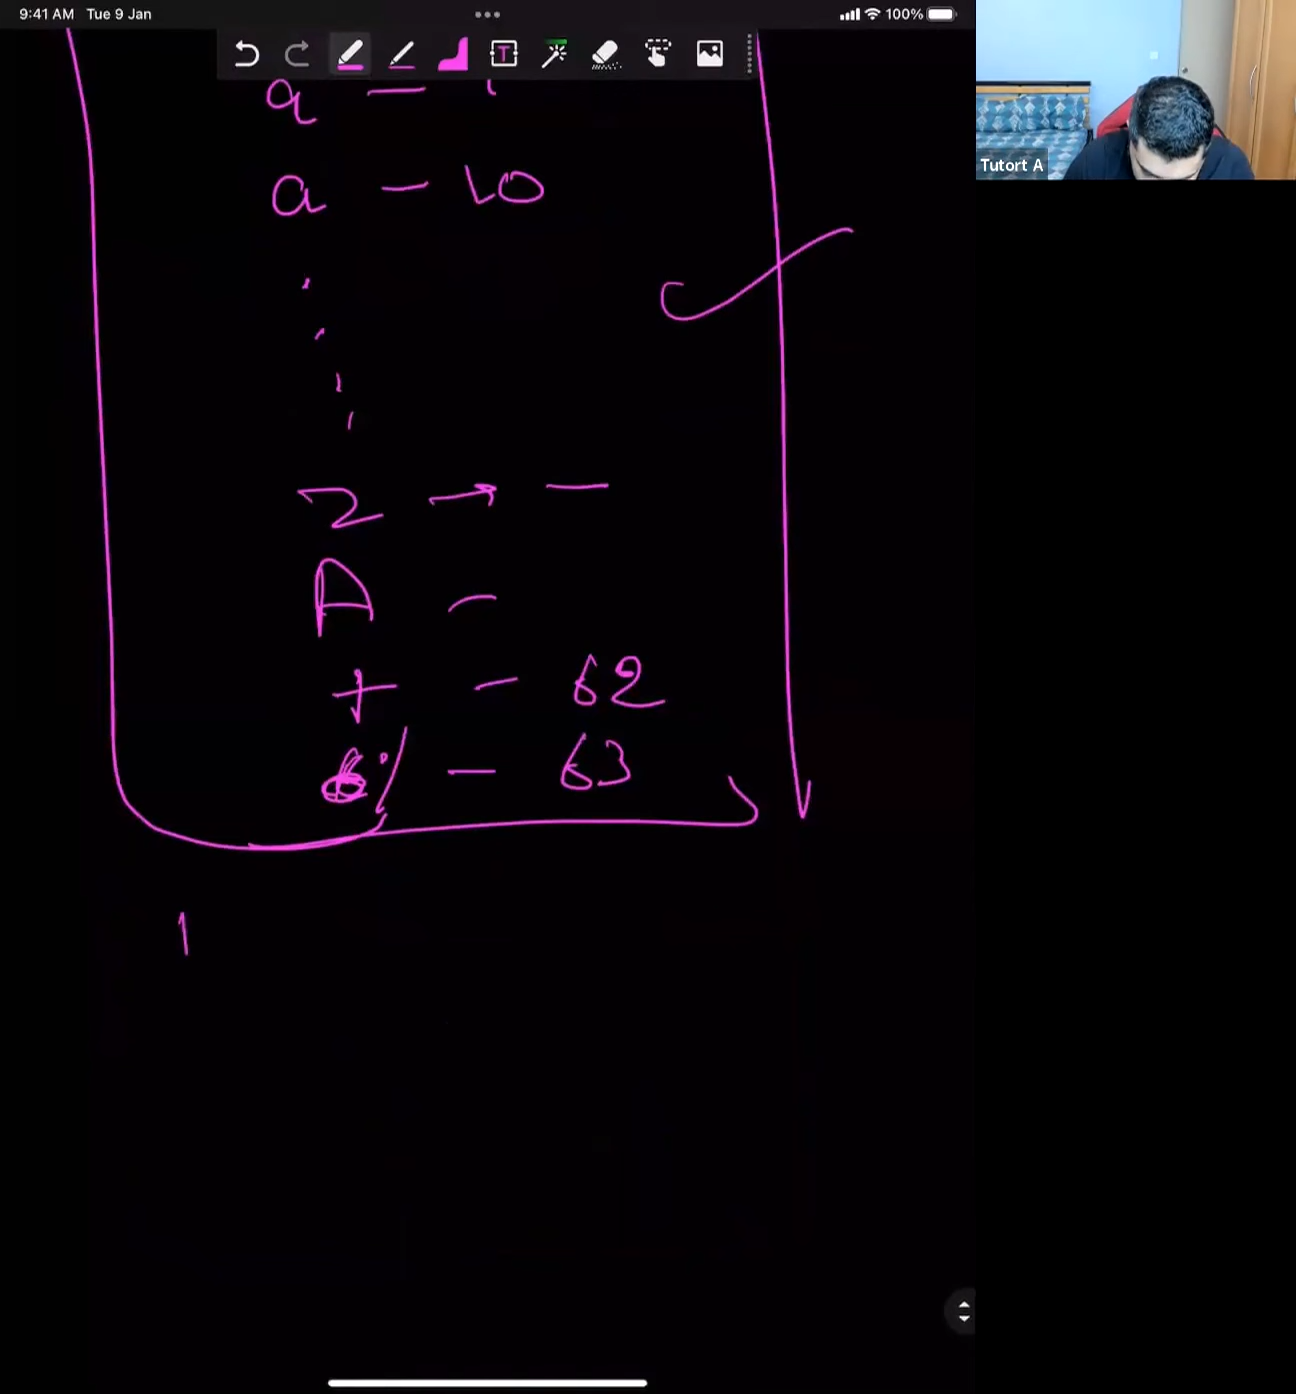 9:41 AM Tue 9 Jan
100%
Tutort A
a - 10
z → -
A -
+ - 62
/ - 63
1